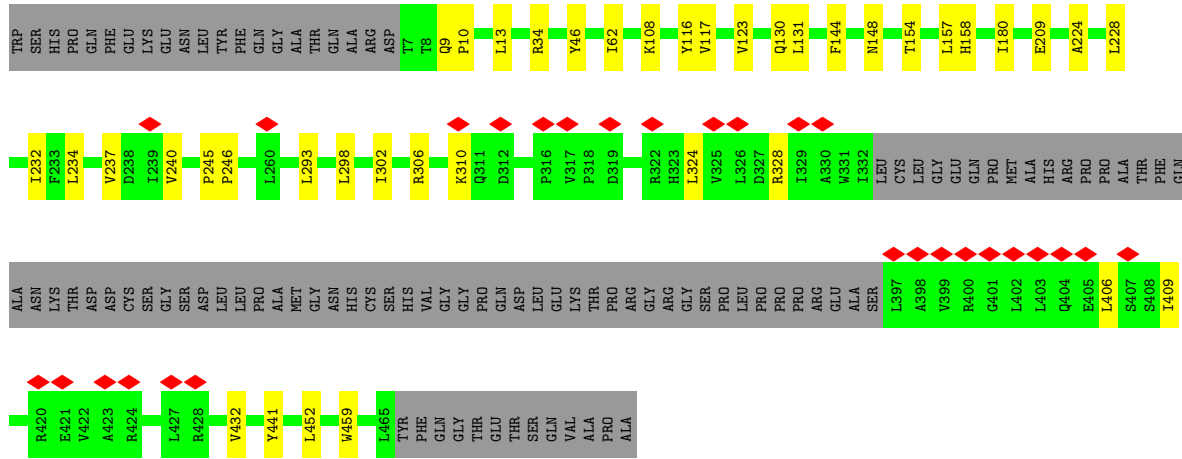 TRP SER HIS PRO GLN PHE GLU LYS GLU ASN LEU TYR PHE GLN GLY ALA THR GLN ALA ARG ASP T7 T8 Q9 P10 L13 R34 Y46 I62 K108 Y116 V117 V123 Q130 L131 F144 N148 T154 L157 H158 I180 E209 A224 L228
I232 F233 L234 V237 D238 I239 V240 P245 P246 L260 L293 L298 I302 R306 K310 Q311 D312 P316 V317 P318 D319 R322 H323 L324 V325 L326 D327 R328 I329 A330 W331 I332 LEU CYS LEU GLY GLU GLN PRO MET ALA HIS ARG PRO PRO ALA THR PHE GLN
ALA ASN LYS THR ASP ASP CYS SER GLY SER ASP LEU LEU PRO ALA MET GLY ASN HIS CYS SER HIS VAL GLY GLY PRO GLN ASP LEU GLU LYS THR PRO ARG GLY ARG GLY SER PRO LEU PRO PRO PRO ARG GLU ALA SER L397 A398 V399 R400 G401 L402 L403 Q404 E405 L406 S407 S408 I409
R420 E421 V422 A423 R424 L427 R428 V432 Y441 L452 W459 L465 TYR PHE GLN GLY THR GLU THR SER GLN VAL ALA PRO ALA